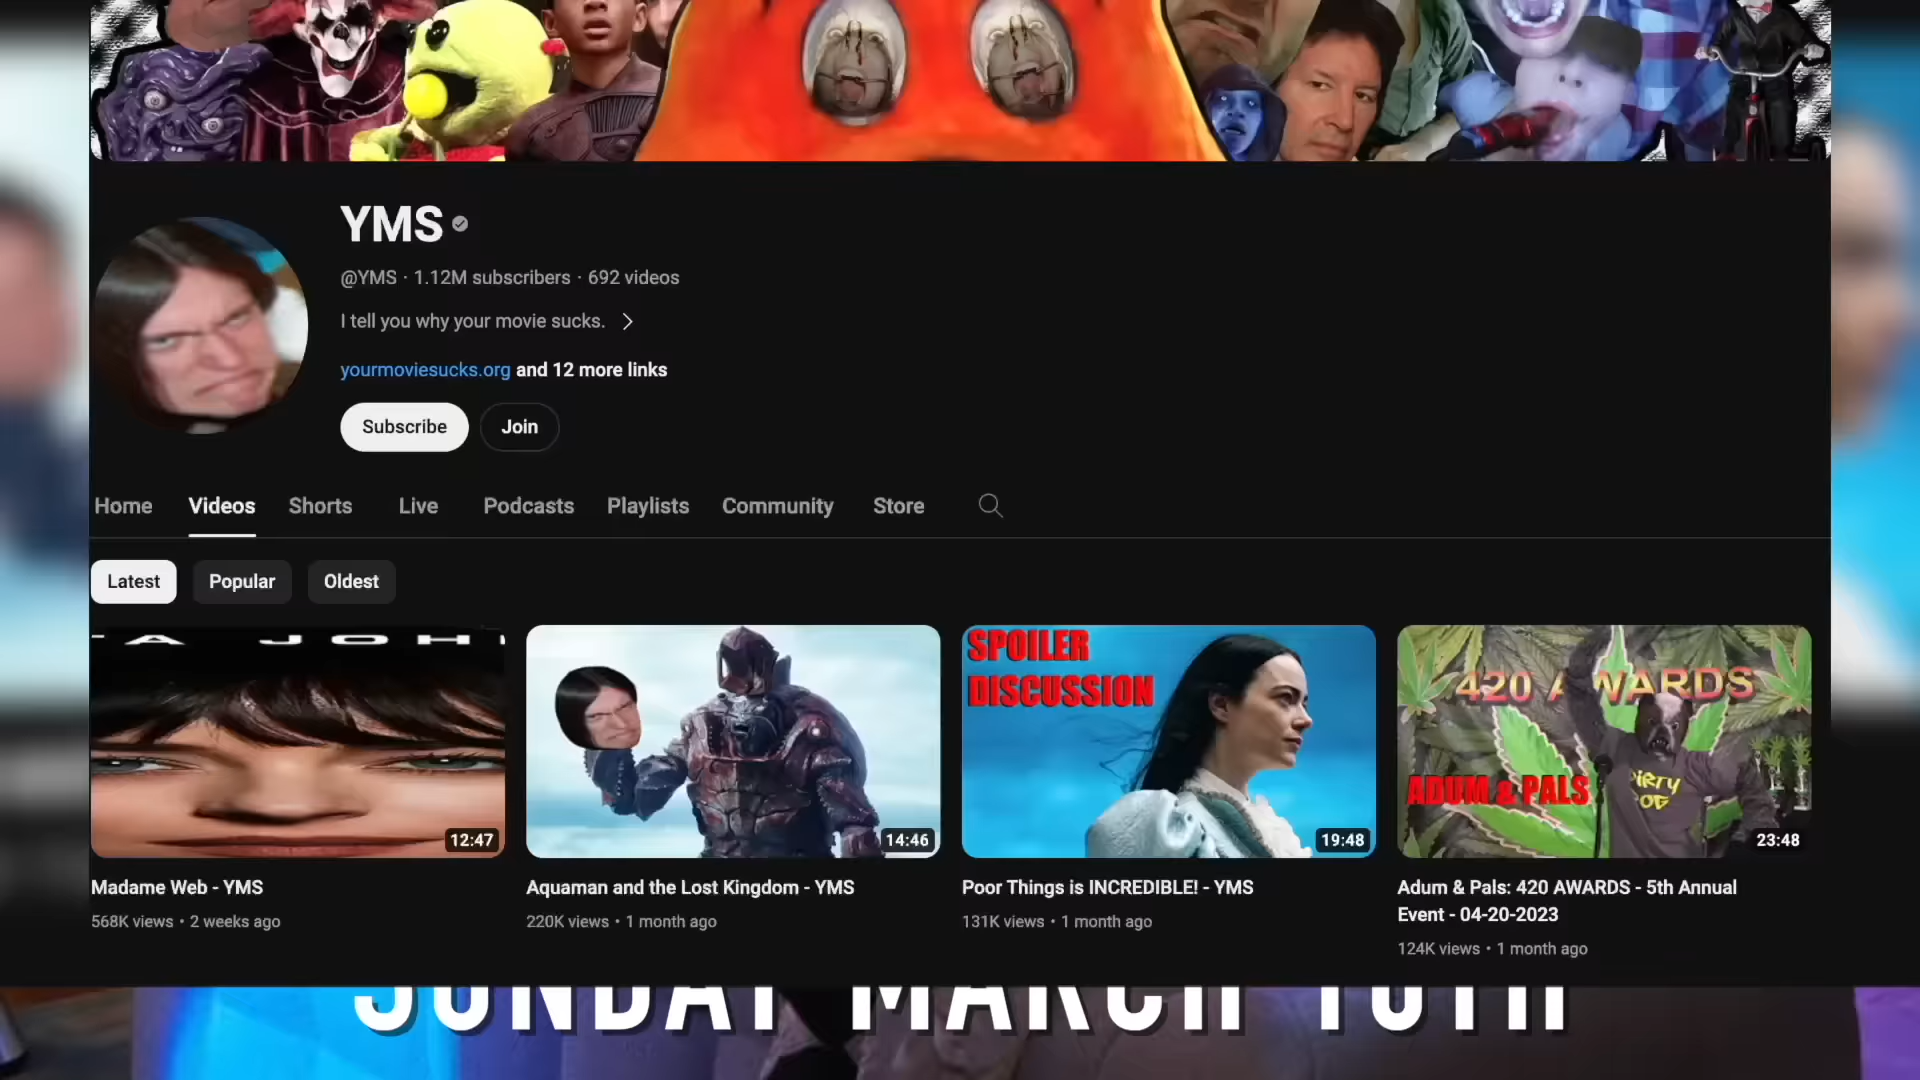 YMS
@YMS · 1.12M subscribers · 692 videos
I tell you why your movie sucks.
yourmoviesucks.org and 12 more links
Subscribe Join
Home Videos Shorts Live Podcasts Playlists Community Store
Latest Popular Oldest
TA JOH
SPOILER
DISCUSSION
420 AWARDS
DIRTY
DOG
ADUM & PALS
12:47
14:46
19:48
23:48
Madame Web - YMS
568K views • 2 weeks ago
Aquaman and the Lost Kingdom - YMS
220K views • 1 month ago
Poor Things is INCREDIBLE! - YMS
131K views • 1 month ago
Adum & Pals: 420 AWARDS - 5th Annual
Event - 04-20-2023
124K views • 1 month ago
SUNDAY MARCH 10TH